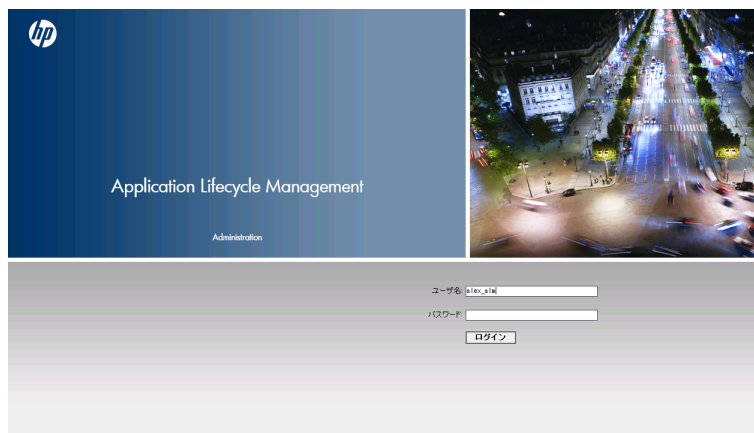 hp
Application Lifecycle Management
Administration
ユーザ名: alex_alm
パスワード:
ログイン